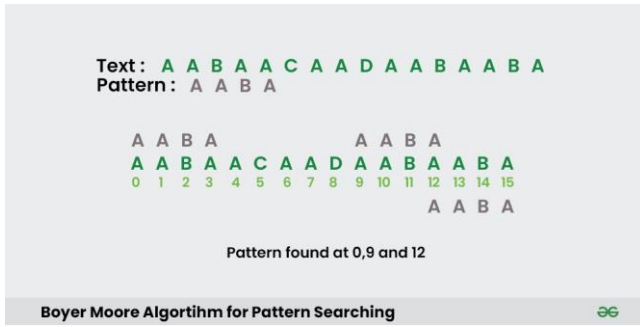 Text : A A B A A C A A D A A B A A B A
Pattern : A A B A
A A B A A A B A
A A B A A C A A D A A B A A B A
0 1 2 3 4 5 6 7 8 9 10 11 12 13 14 15
A A B A
Pattern found at 0,9 and 12
Boyer Moore Algortihm for Pattern Searching